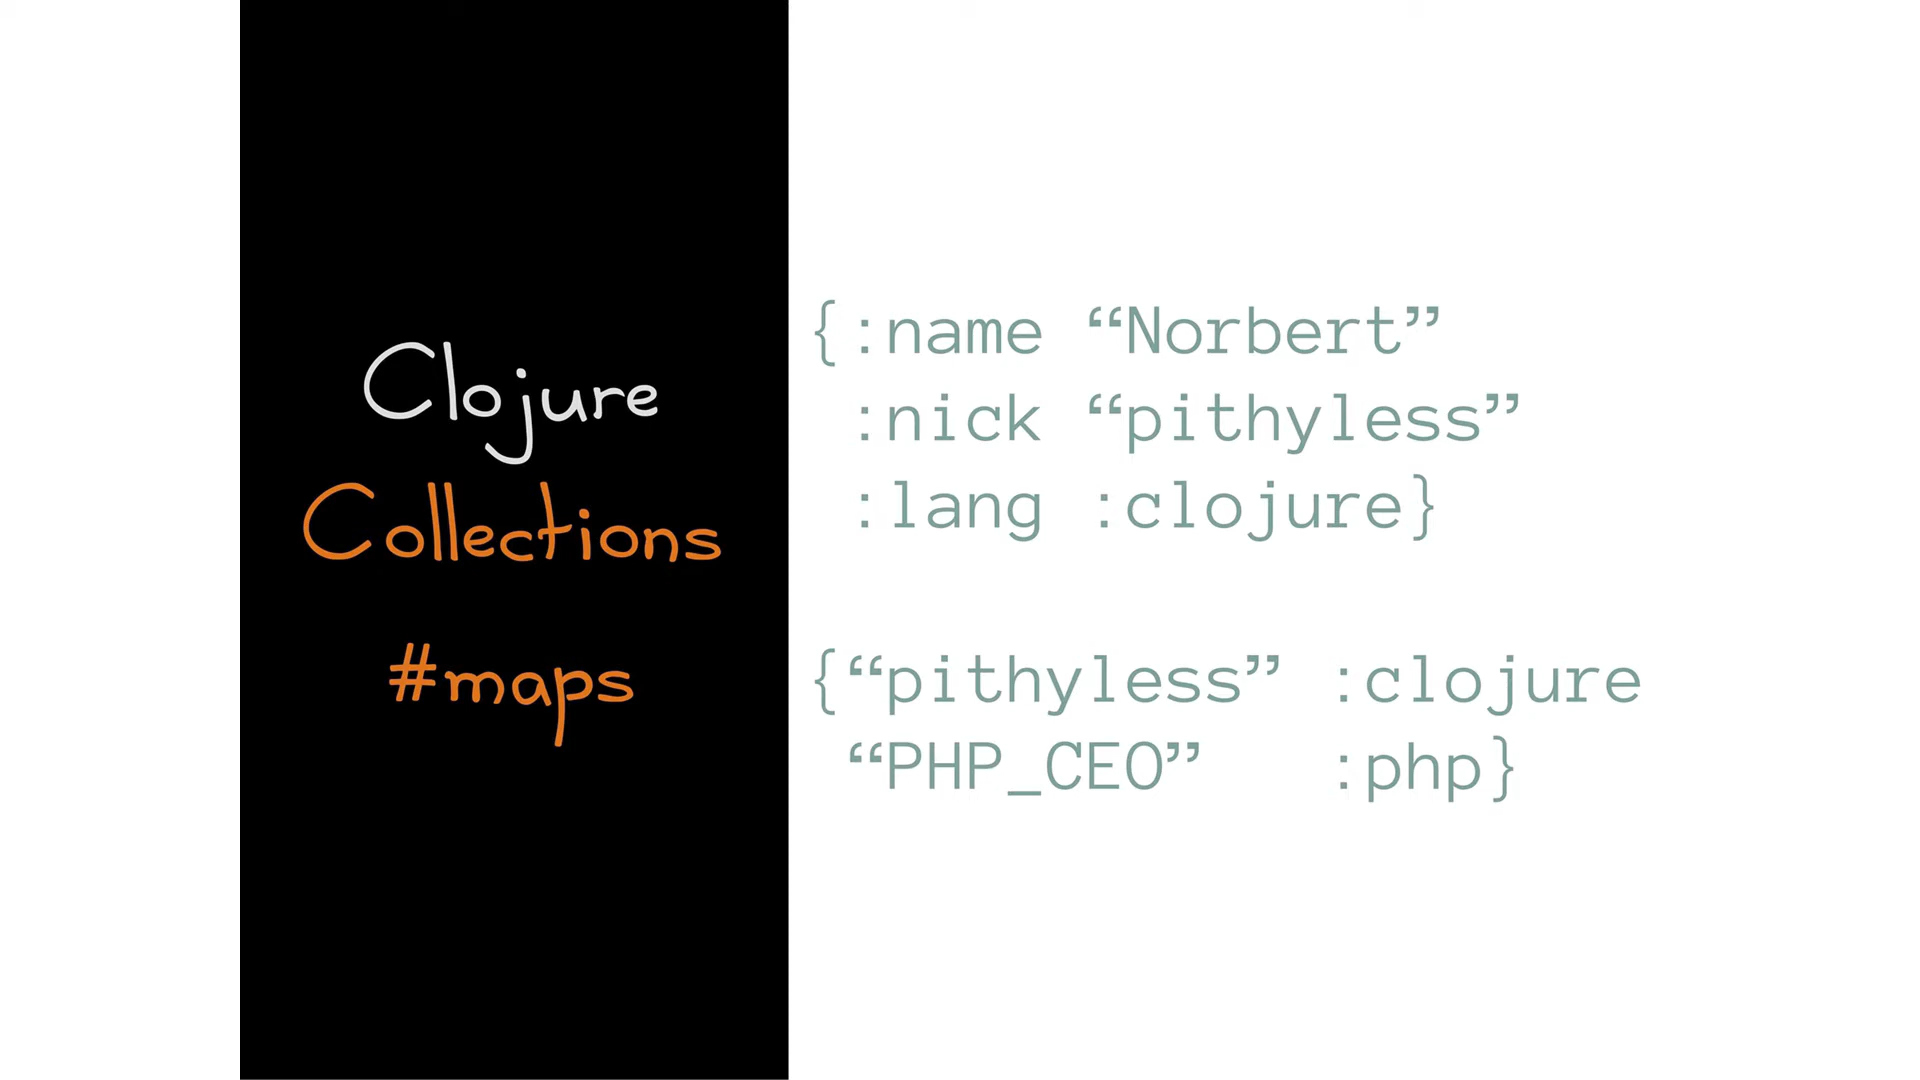 Clojure
Collections
#maps
{:name “Norbert”
:nick “pithyless”
:lang :clojure}
{“pithyless” :clojure
“PHP_CEO” :php}